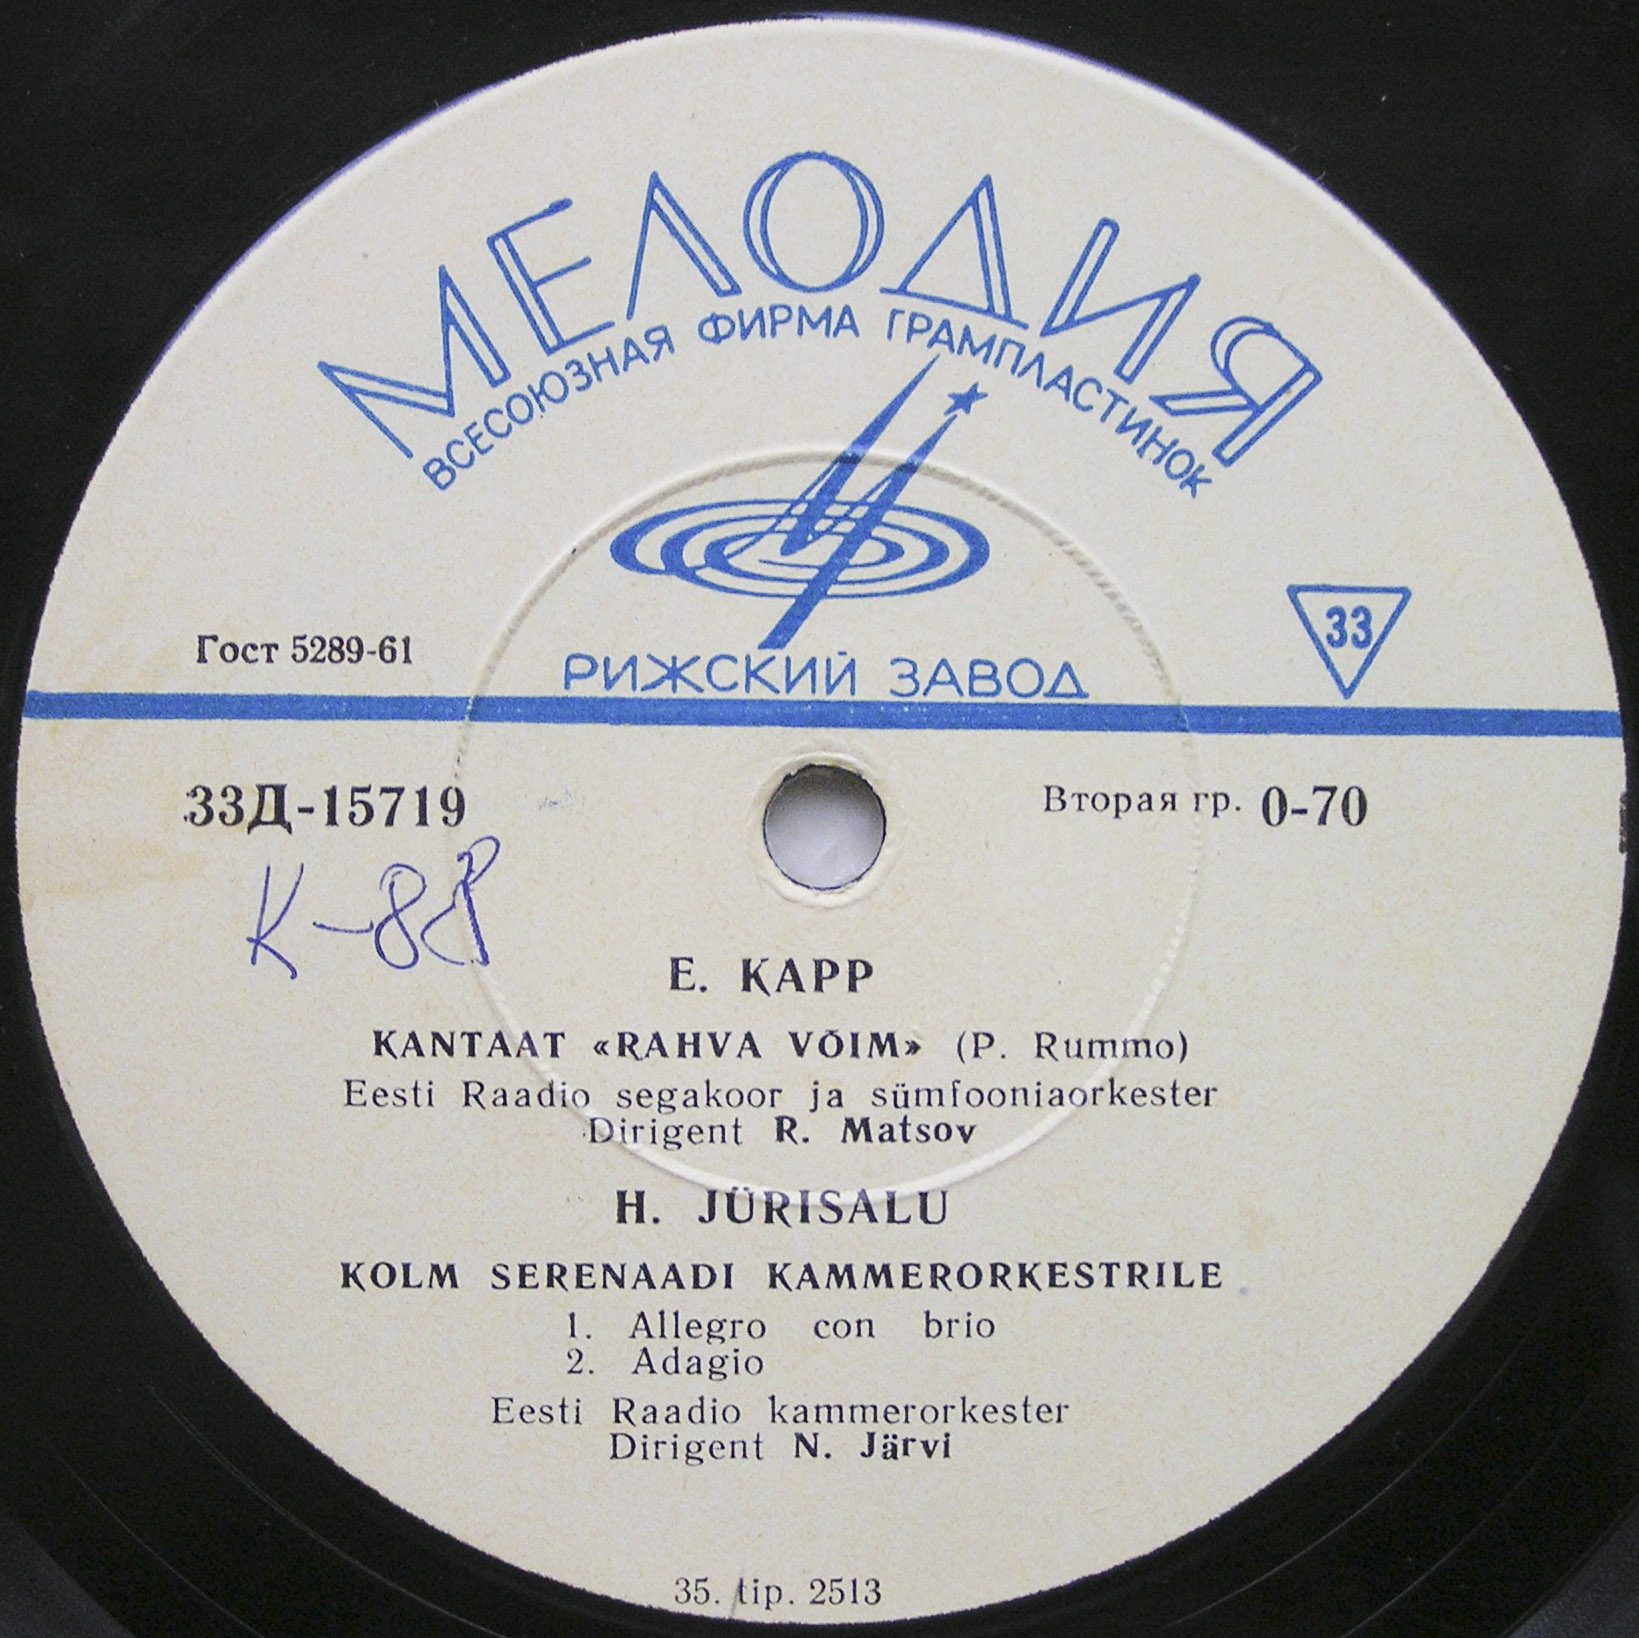 МЕЛОДИЯ
ВСЕСОЮЗНАЯ ФИРМА ГРАМПЛАСТИНОК
Гост 5289-61
33
РИЖСКИЙ ЗАВОД
33Д-15719
Вторая гр. 0-70
E. KAPP
KANTAAT «RAHVA VÕIM» (P. Rummo)
Eesti Raadio segakoor ja sümfooniaorkester
Dirigent R. Matsov
H. JÜRISALU
KOLM SERENAADI KAMMERORKESTRILE
1. Allegro con brio
2. Adagio
Eesti Raadio kammerorkester
Dirigent N. Järvi
35. tip. 2513